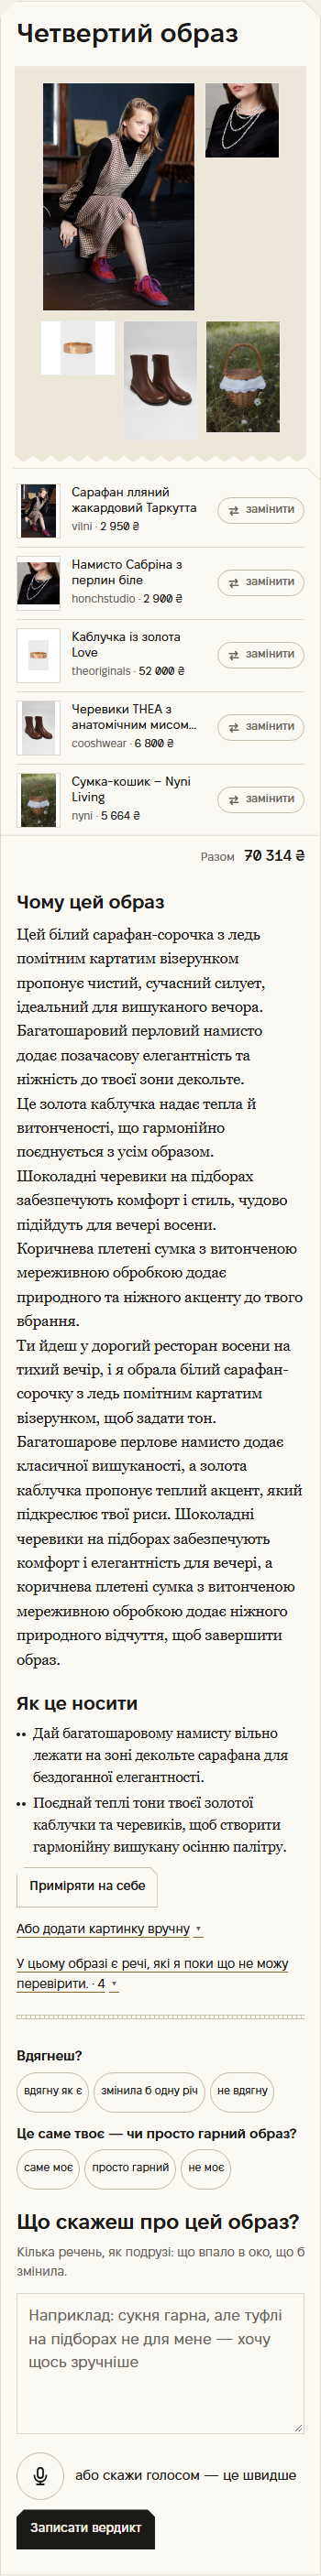 Четвертий образ
Сарафан лляний
жакардовий Таркутта
vilni · 2 950 ₴
замінити
Намисто Сабріна з
перлин біле
honchstudio · 2 900 ₴
замінити
Каблучка із золота
Love
theoriginals · 52 000 ₴
замінити
Черевики THEA з
анатомічним мисом...
cooshwear · 6 800 ₴
замінити
Сумка-кошик – Nyni
Living
nyni · 5 664 ₴
замінити
Разом 70 314 ₴
Чому цей образ
Цей білий сарафан-сорочка з ледь
помітним картатим візерунком
пропонує чистий, сучасний силует,
ідеальний для вишуканого вечора.
Багатошаровий перловий намисто
додає позачасову елегантність та
ніжність до твоєї зони декольте.
Це золота каблучка надає тепла й
витонченості, що гармонійно
поєднується з усім образом.
Шоколадні черевики на підборах
забезпечують комфорт і стиль, чудово
підійдуть для вечері восени.
Коричнева плетені сумка з витонченою
мереживною обробкою додає
природного та ніжного акценту до твого
вбрання.
Ти йдеш у дорогий ресторан восени на
тихий вечір, і я обрала білий сарафан-
сорочку з ледь помітним картатим
візерунком, щоб задати тон.
Багатошарове перлове намисто додає
класичної вишуканості, а золота
каблучка пропонує теплий акцент, який
підкреслює твої риси. Шоколадні
черевики на підборах забезпечують
комфорт і елегантність для вечері, а
коричнева плетені сумка з витонченою
мереживною обробкою додає ніжного
природного відчуття, щоб завершити
образ.
Як це носити
•• Дай багатошаровому намисту вільно
лежати на зоні декольте сарафана для
бездоганної елегантності.
•• Поєднай теплі тони твоєї золотої
каблучки та черевиків, щоб створити
гармонійну вишукану осінню палітру.
Приміряти на себе
Або додати картинку вручну
У цьому образі є речі, які я поки що не можу
перевірити. · 4
Вдягнеш?
вдягну як є
змінила б одну річ
не вдягну
Це саме твоє — чи просто гарний образ?
саме моє
просто гарний
не моє
Що скажеш про цей образ?
Кілька речень, як подрузі: що впало в око, що б
змінила.
Наприклад: сукня гарна, але туфлі
на підборах не для мене — хочу
щось зручніше
або скажи голосом — це швидше
Записати вердикт